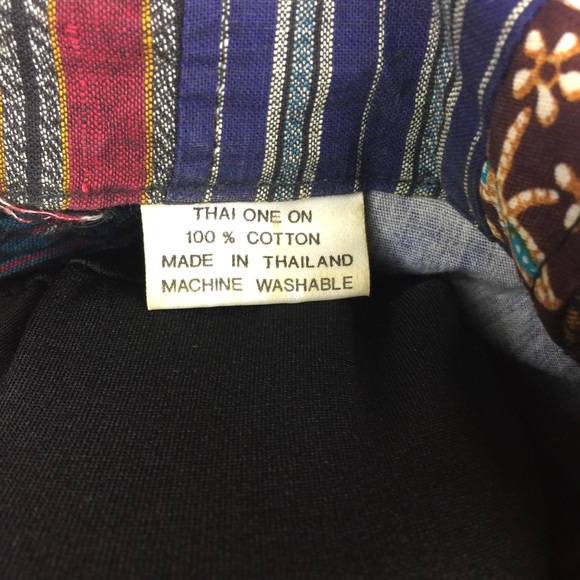 THAI ONE ON
100 % COTTON
MADE IN THAILAND
MACHINE WASHABLE